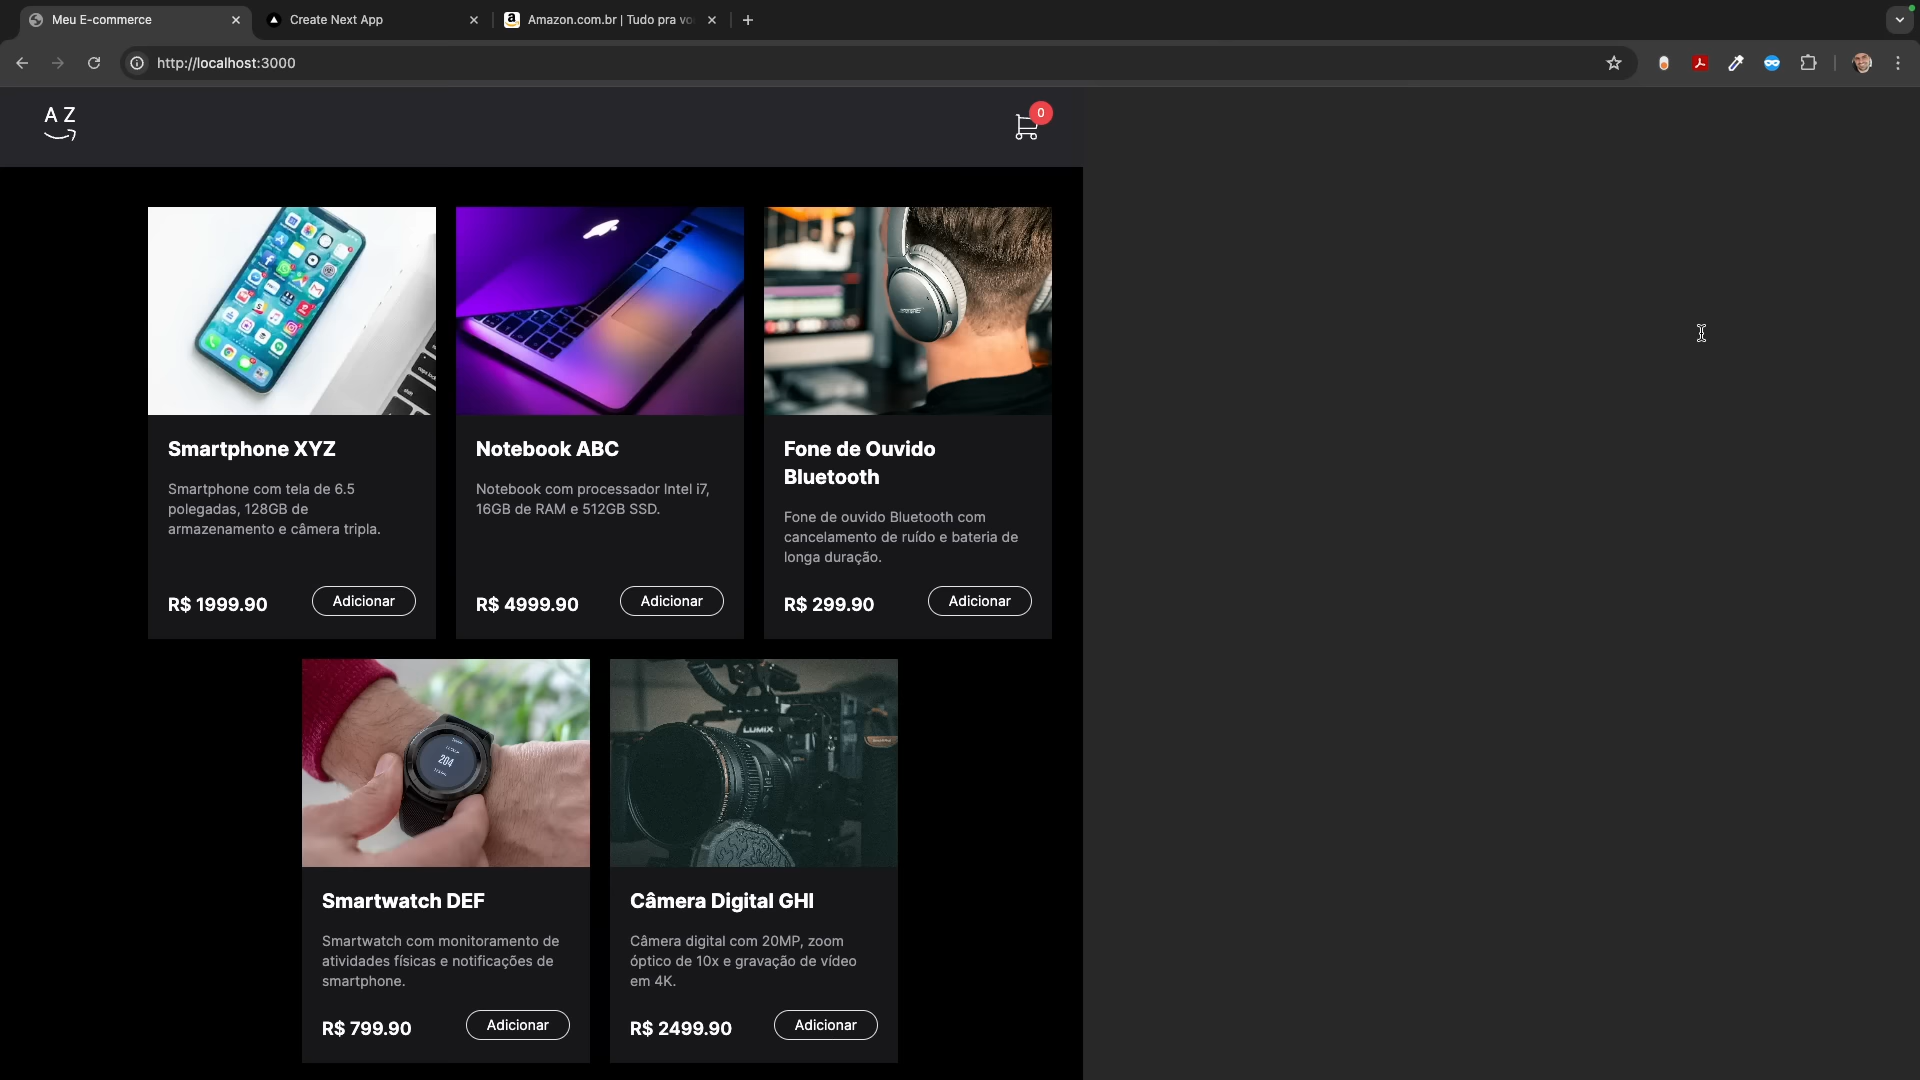 Meu E-commerce
Create Next App
Amazon.com.br | Tudo pra vo
http://localhost:3000
A Z
0
Smartphone XYZ
Smartphone com tela de 6.5
polegadas, 128GB de
armazenamento e câmera tripla.
R$ 1999.90
Adicionar
Notebook ABC
Notebook com processador Intel i7,
16GB de RAM e 512GB SSD.
R$ 4999.90
Adicionar
Fone de Ouvido
Bluetooth
Fone de ouvido Bluetooth com
cancelamento de ruído e bateria de
longa duração.
R$ 299.90
Adicionar
204
Smartwatch DEF
Smartwatch com monitoramento de
atividades físicas e notificações de
smartphone.
R$ 799.90
Adicionar
LUMIX
Câmera Digital GHI
Câmera digital com 20MP, zoom
óptico de 10x e gravação de vídeo
em 4K.
R$ 2499.90
Adicionar